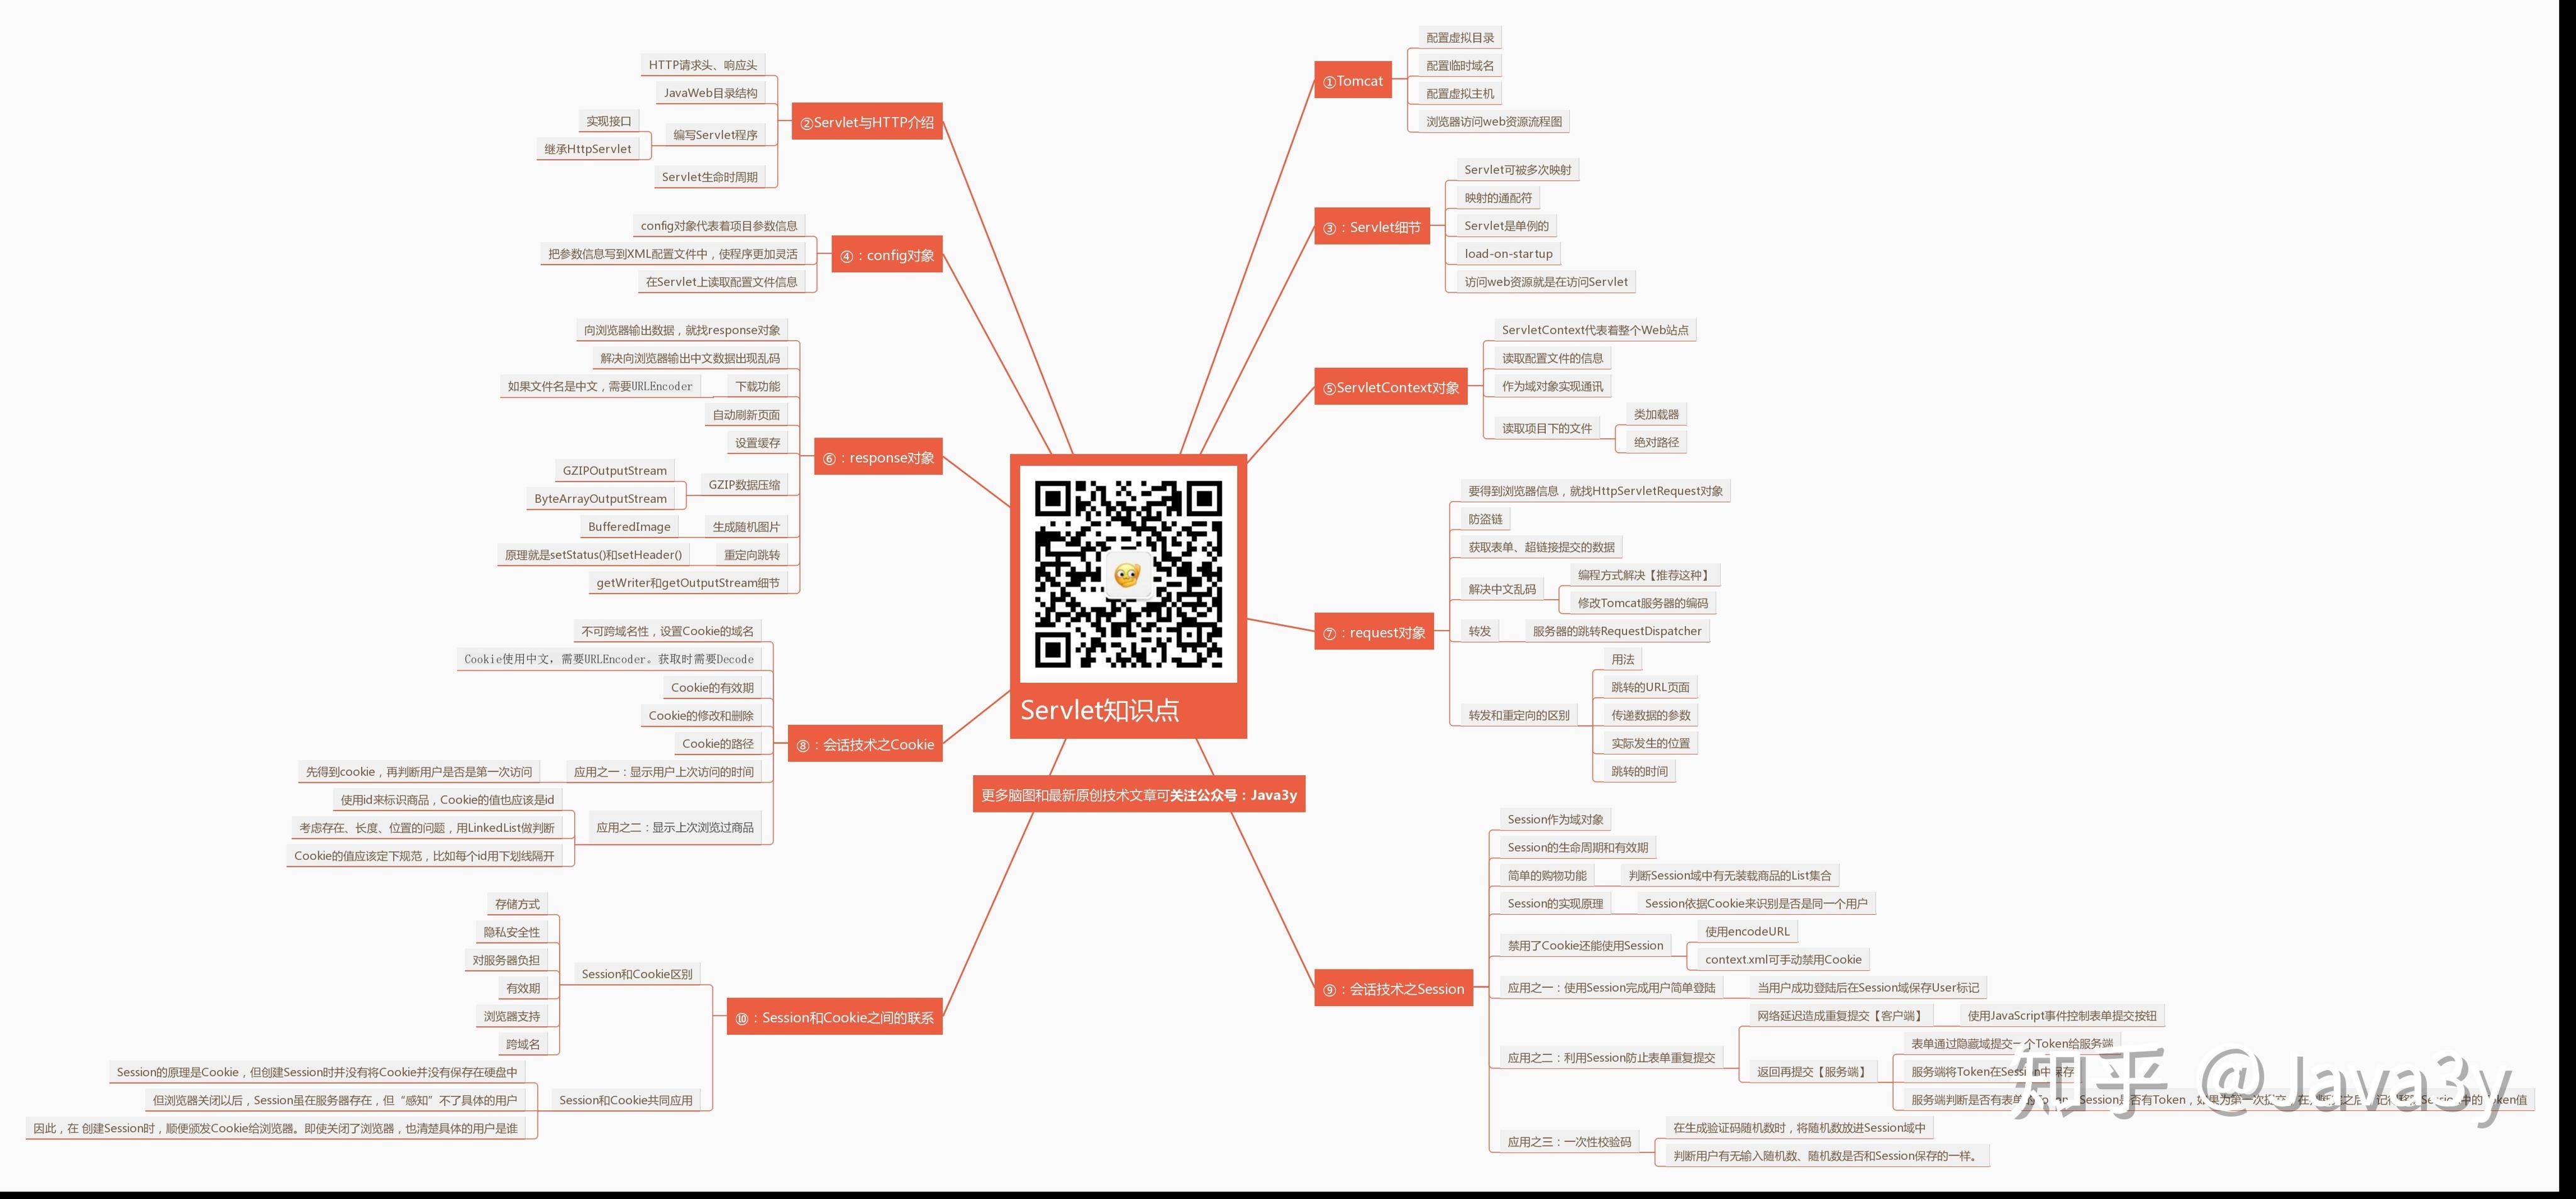 Servlet知识点
更多脑图和最新原创技术文章可关注公众号：Java3y
①Tomcat
配置虚拟目录
配置临时域名
配置虚拟主机
浏览器访问web资源流程图
②Servlet与HTTP介绍
HTTP请求头、响应头
JavaWeb目录结构
编写Servlet程序
实现接口
继承HttpServlet
Servlet生命时周期
③：Servlet细节
Servlet可被多次映射
映射的通配符
Servlet是单例的
load-on-startup
访问web资源就是在访问Servlet
④：config对象
config对象代表着项目参数信息
把参数信息写到XML配置文件中，使程序更加灵活
在Servlet上读取配置文件信息
⑤ServletContext对象
ServletContext代表着整个Web站点
读取配置文件的信息
作为域对象实现通讯
读取项目下的文件
类加载器
绝对路径
⑥：response对象
向浏览器输出数据，就找response对象
解决向浏览器输出中文数据出现乱码
下载功能
如果文件名是中文，需要URLEncoder
自动刷新页面
设置缓存
GZIP数据压缩
GZIPOutputStream
ByteArrayOutputStream
生成随机图片
BufferedImage
重定向跳转
原理就是setStatus()和setHeader()
getWriter和getOutputStream细节
⑦：request对象
要得到浏览器信息，就找HttpServletRequest对象
防盗链
获取表单、超链接提交的数据
解决中文乱码
编程方式解决【推荐这种】
修改Tomcat服务器的编码
转发
服务器的跳转RequestDispatcher
转发和重定向的区别
用法
跳转的URL页面
传递数据的参数
实际发生的位置
跳转的时间
⑧：会话技术之Cookie
不可跨域名性，设置Cookie的域名
Cookie使用中文，需要URLEncoder。获取时需要Decode
Cookie的有效期
Cookie的修改和删除
Cookie的路径
应用之一：显示用户上次访问的时间
先得到cookie，再判断用户是否是第一次访问
应用之二：显示上次浏览过商品
使用id来标识商品，Cookie的值也应该是id
考虑存在、长度、位置的问题，用LinkedList做判断
Cookie的值应该定下规范，比如每个id用下划线隔开
⑨：会话技术之Session
Session作为域对象
Session的生命周期和有效期
简单的购物功能
判断Session域中有无装载商品的List集合
Session的实现原理
Session依据Cookie来识别是否是同一个用户
禁用了Cookie还能使用Session
使用encodeURL
context.xml可手动禁用Cookie
应用之一：使用Session完成用户简单登陆
当用户成功登陆后在Session域保存User标记
应用之二：利用Session防止表单重复提交
网络延迟造成重复提交【客户端】
使用JavaScript事件控制表单提交按钮
返回再提交【服务端】
表单通过隐藏域提交一个Token给服务端
服务端将Token在Session中保存
服务端判断是否有表单的Token，Session是否有Token，如果为第一次提交，在
应用之三：一次性校验码
在生成验证码随机数时，将随机数放进Session域中
判断用户有无输入随机数、随机数是否和Session保存的一样。
⑩：Session和Cookie之间的联系
Session和Cookie区别
存储方式
隐私安全性
对服务器负担
有效期
浏览器支持
跨域名
Session和Cookie共同应用
Session的原理是Cookie，但创建Session时并没有将Cookie并没有保存在硬盘中
但浏览器关闭以后，Session虽在服务器存在，但“感知”不了具体的用户
因此，在 创建Session时，顺便颁发Cookie给浏览器。即使关闭了浏览器，也清楚具体的用户是谁
知乎 @Java3y